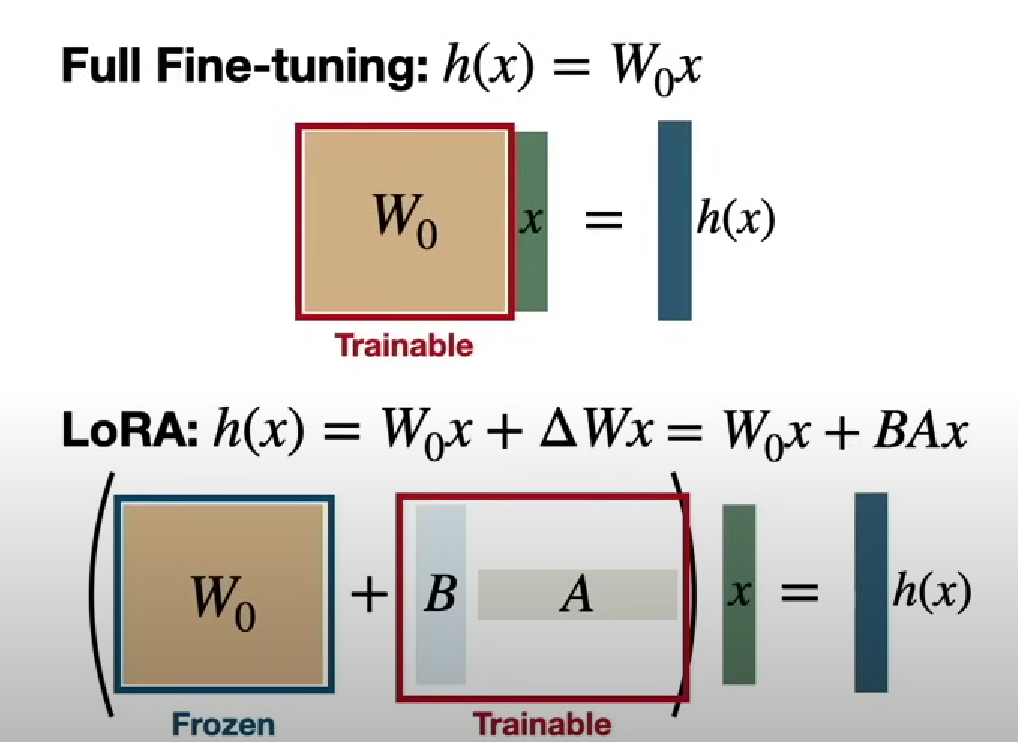 Full Fine-tuning: h(x) = W₀x
W₀ x = h(x)
Trainable
LoRA: h(x) = W₀x + ΔWx = W₀x + BAx
( W₀ + B A ) x = h(x)
Frozen Trainable